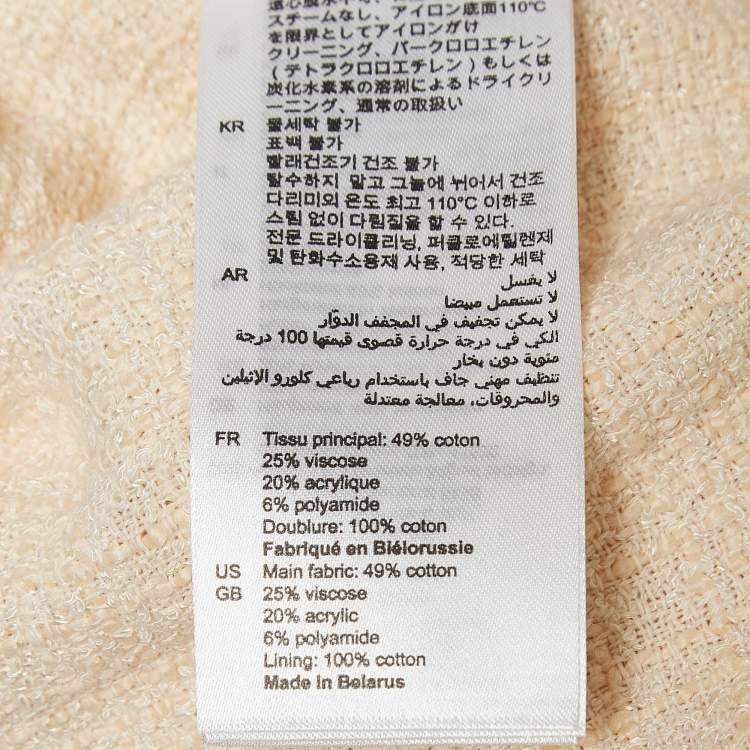 スチームなし、アイロン底面110℃
を限界としてアイロンがけ
クリーニング、パークロロエチレン
(テトラクロロエチレン)もしくは
炭化水素系の溶剤によるドライクリ
ーニング、通常の取扱い
KR 물세탁 불가
표백 불가
빨래건조기 건조 불가
탈수하지 말고 그늘에 뉘어서 건조
다리미의 온도 최고 110°C 이하로
스팀 없이 다림질을 할 수 있다.
전문 드라이클리닝, 퍼클로에틸렌제
및 탄화수소용제 사용, 적당한 세탁
AR لا يغسل
لا تستعمل مبيضا
لا يمكن تجفيف في المجفف الدوّار
الكي في درجة حرارة قصوى قيمتها 100 درجة
مئوية دون بخار
تنظيف مهني جاف باستخدام رباعي كلورو الإثيلين
والمحروقات، معالجة معتدلة
FR Tissu principal: 49% coton
25% viscose
20% acrylique
6% polyamide
Doublure: 100% coton
Fabriqué en Biélorussie
US Main fabric: 49% cotton
GB 25% viscose
20% acrylic
6% polyamide
Lining: 100% cotton
Made in Belarus